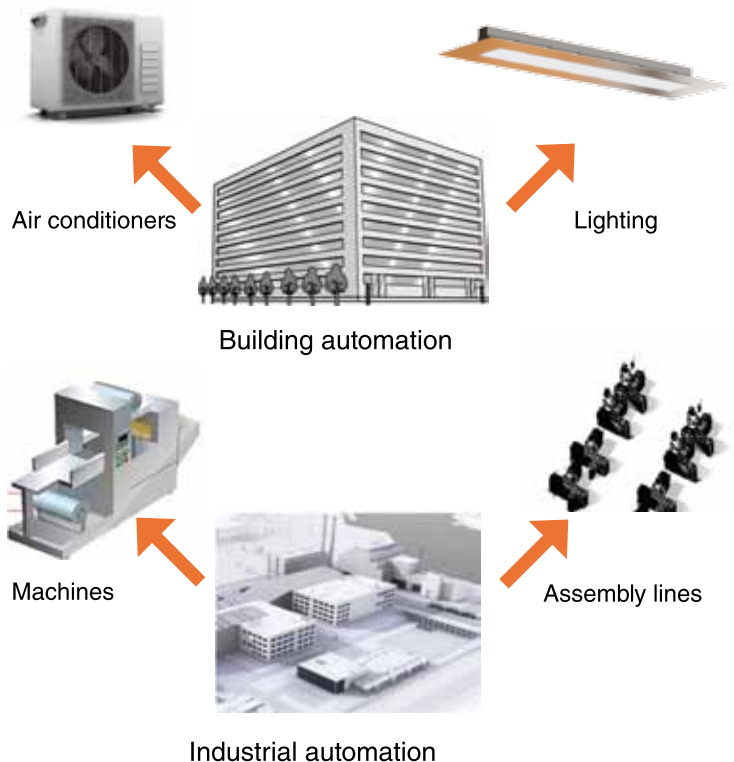 Air conditioners
Lighting
Building automation
Machines
Assembly lines
Industrial automation